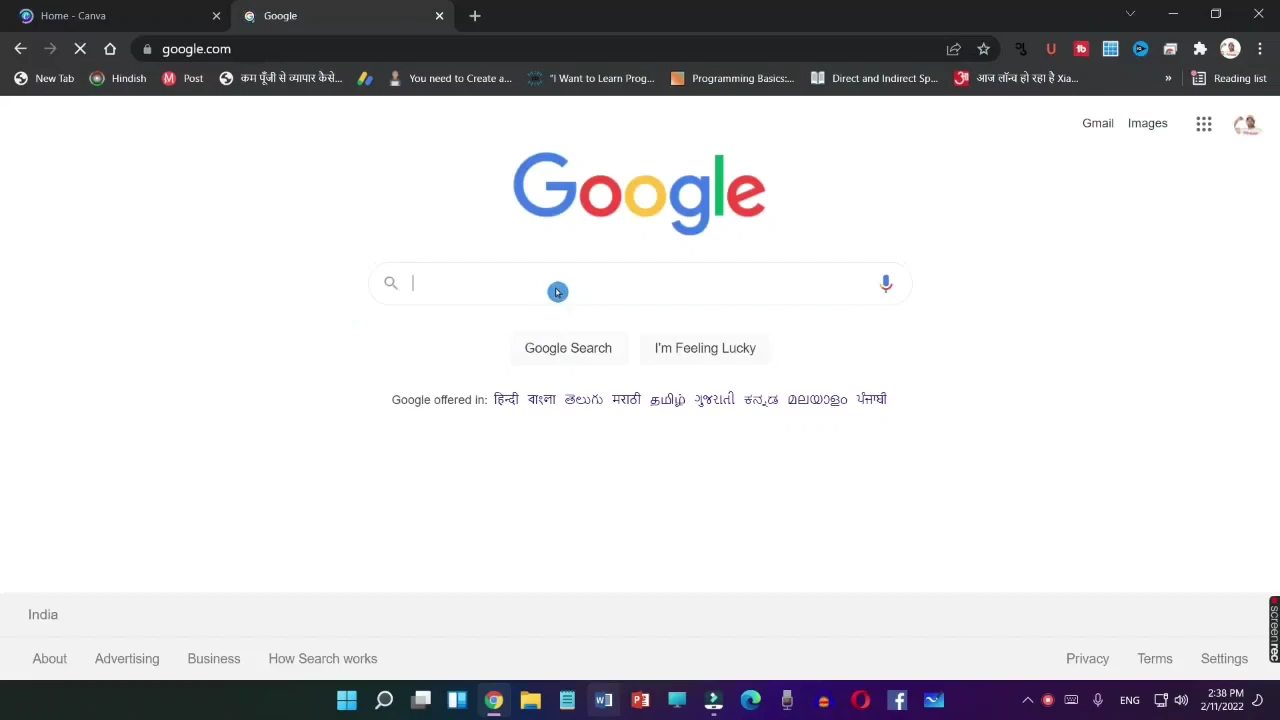 Home - Canva
Google
google.com
New Tab
Hindish
Post
कम पूँजी से व्यापार कैसे...
You need to Create a...
"I Want to Learn Prog...
Programming Basics:...
Direct and Indirect Sp...
आज लॉन्च हो रहा है Xia...
»
Reading list
Gmail
Images
Google
Google Search
I'm Feeling Lucky
Google offered in: हिन्दी বাংলা తెలుగు मराठी தமிழ் ગુજરાતી ಕನ್ನಡ മലയാളം ਪੰਜਾਬੀ
India
About
Advertising
Business
How Search works
Privacy
Terms
Settings
screenrec
ENG
2:38 PM
2/11/2022